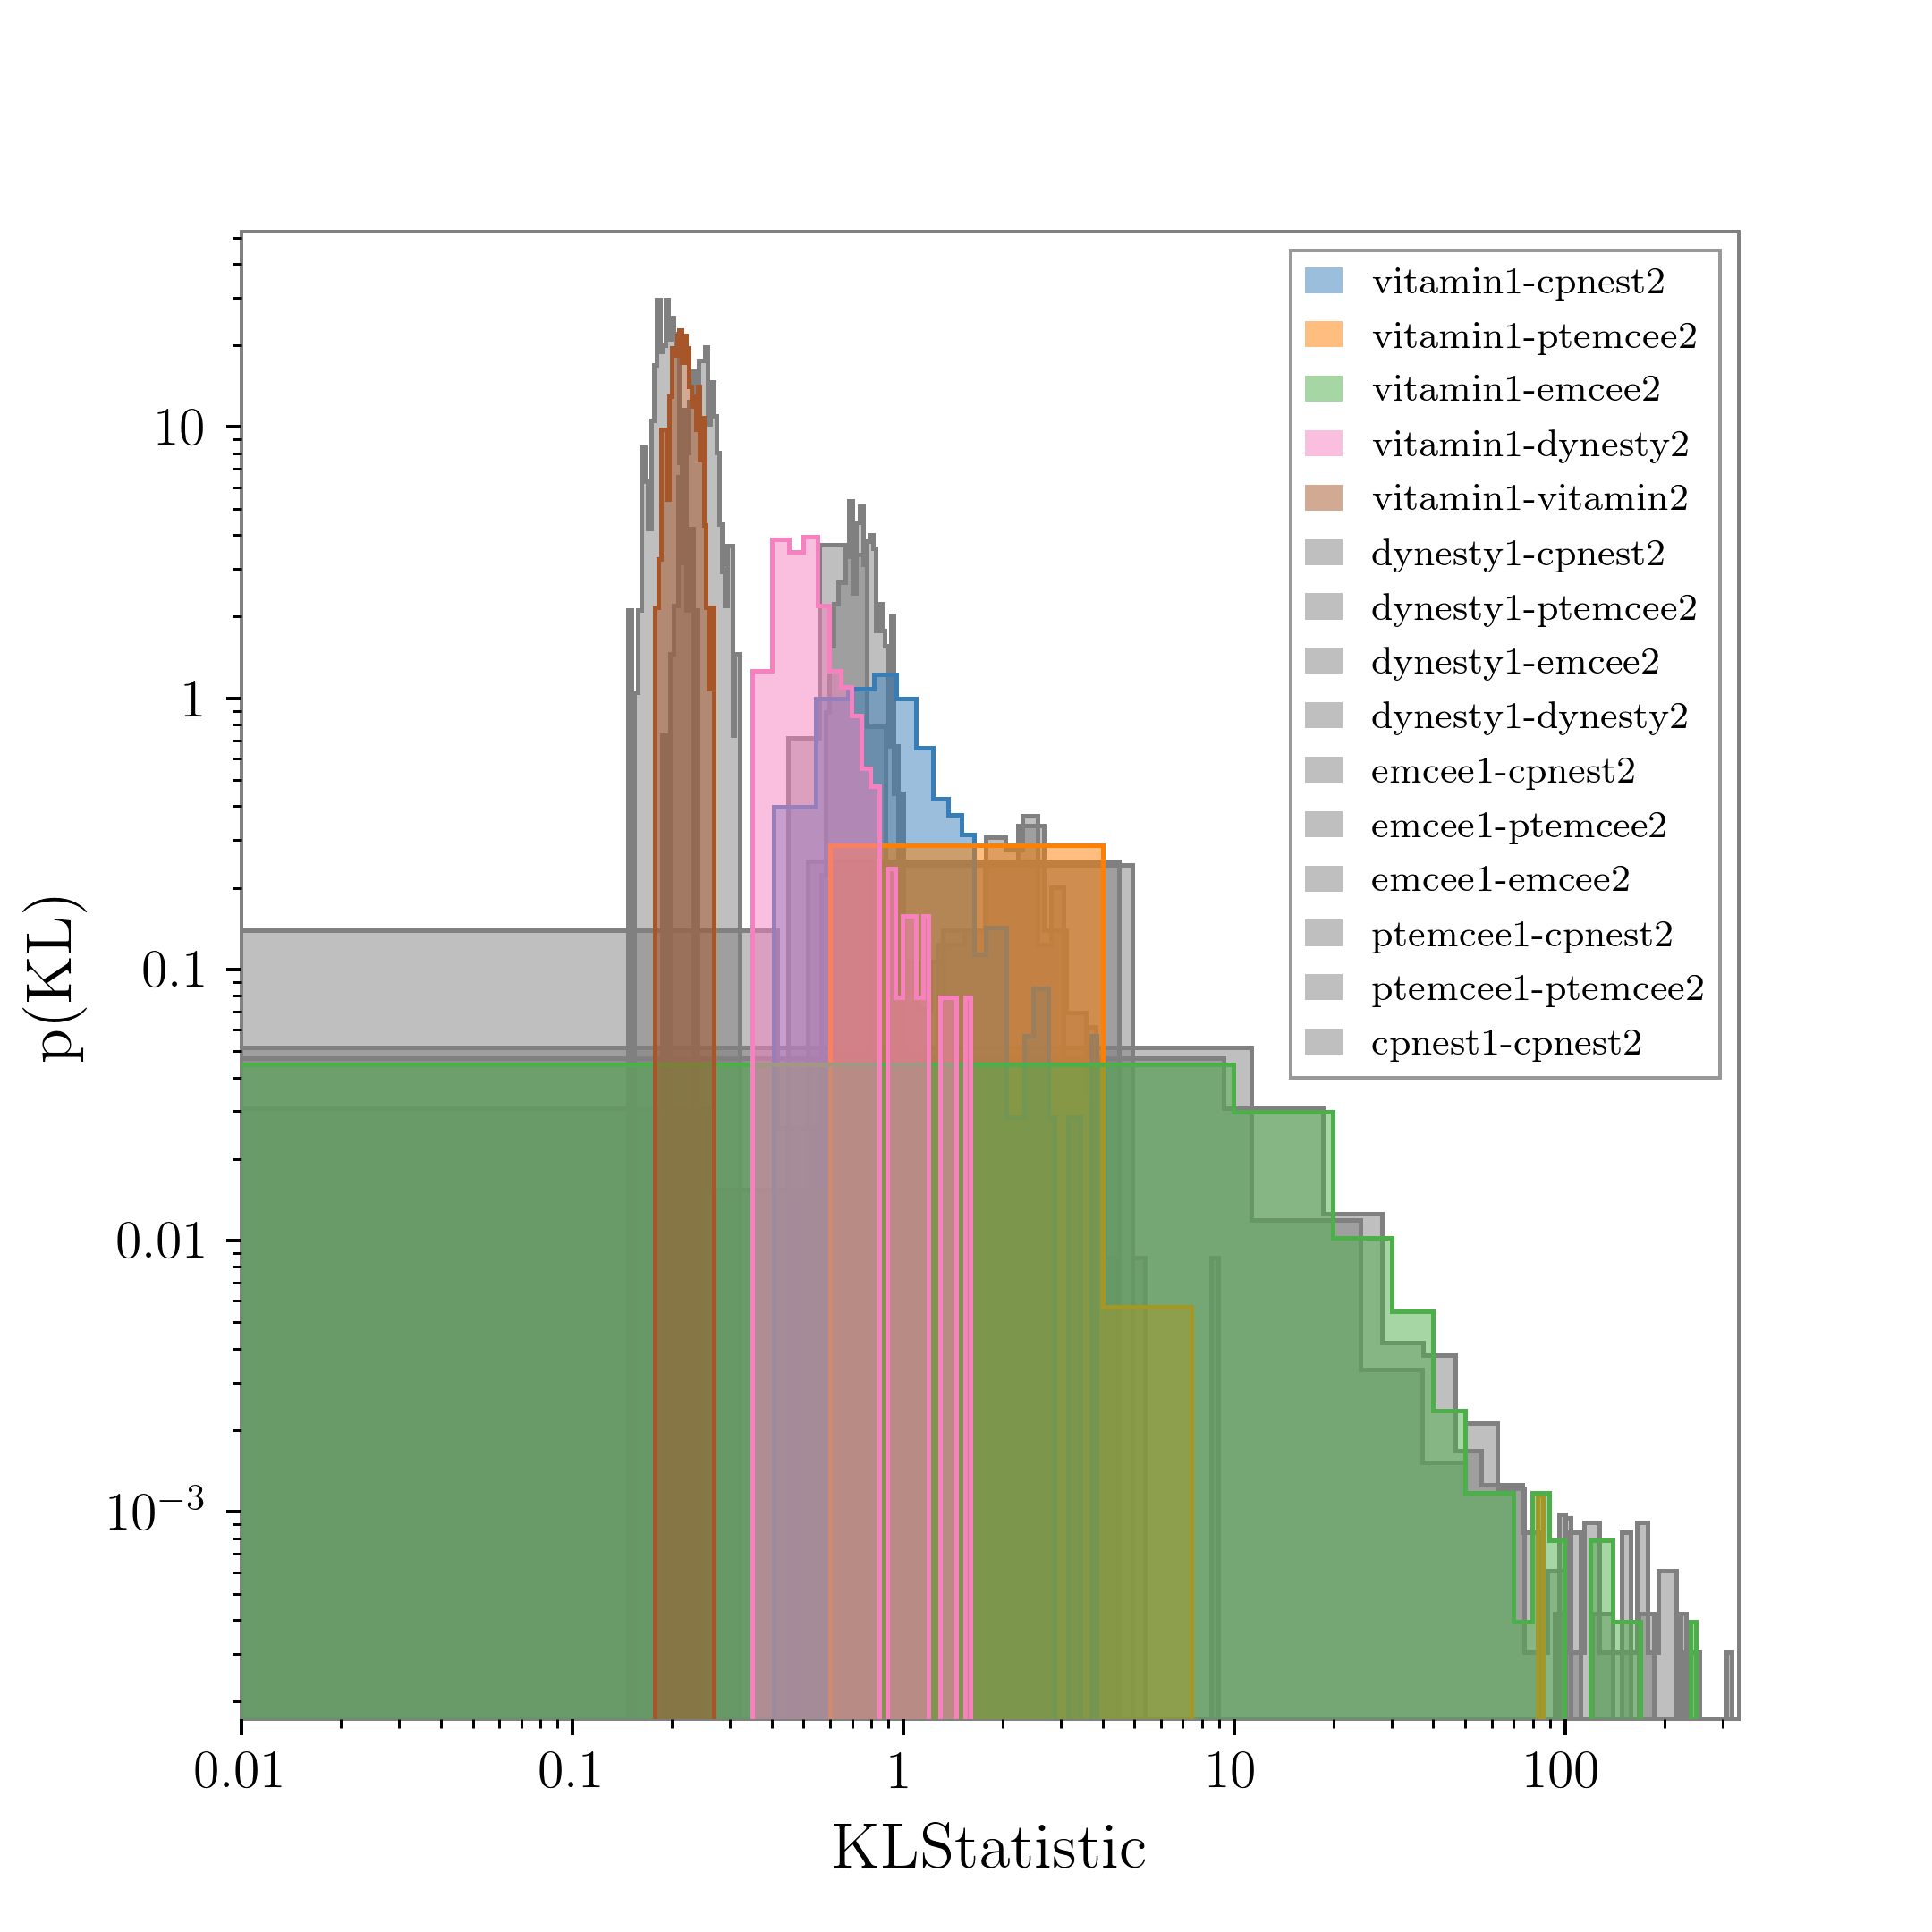 vitamin1-cpnest2
vitamin1-ptemcee2
vitamin1-emcee2
vitamin1-dynesty2
vitamin1-vitamin2
dynesty1-cpnest2
dynesty1-ptemcee2
dynesty1-emcee2
dynesty1-dynesty2
emcee1-cpnest2
emcee1-ptemcee2
emcee1-emcee2
ptemcee1-cpnest2
ptemcee1-ptemcee2
cpnest1-cpnest2
10
1
0.1
0.01
10⁻³
p(KL)
0.01 0.1 1 10 100
KLStatistic